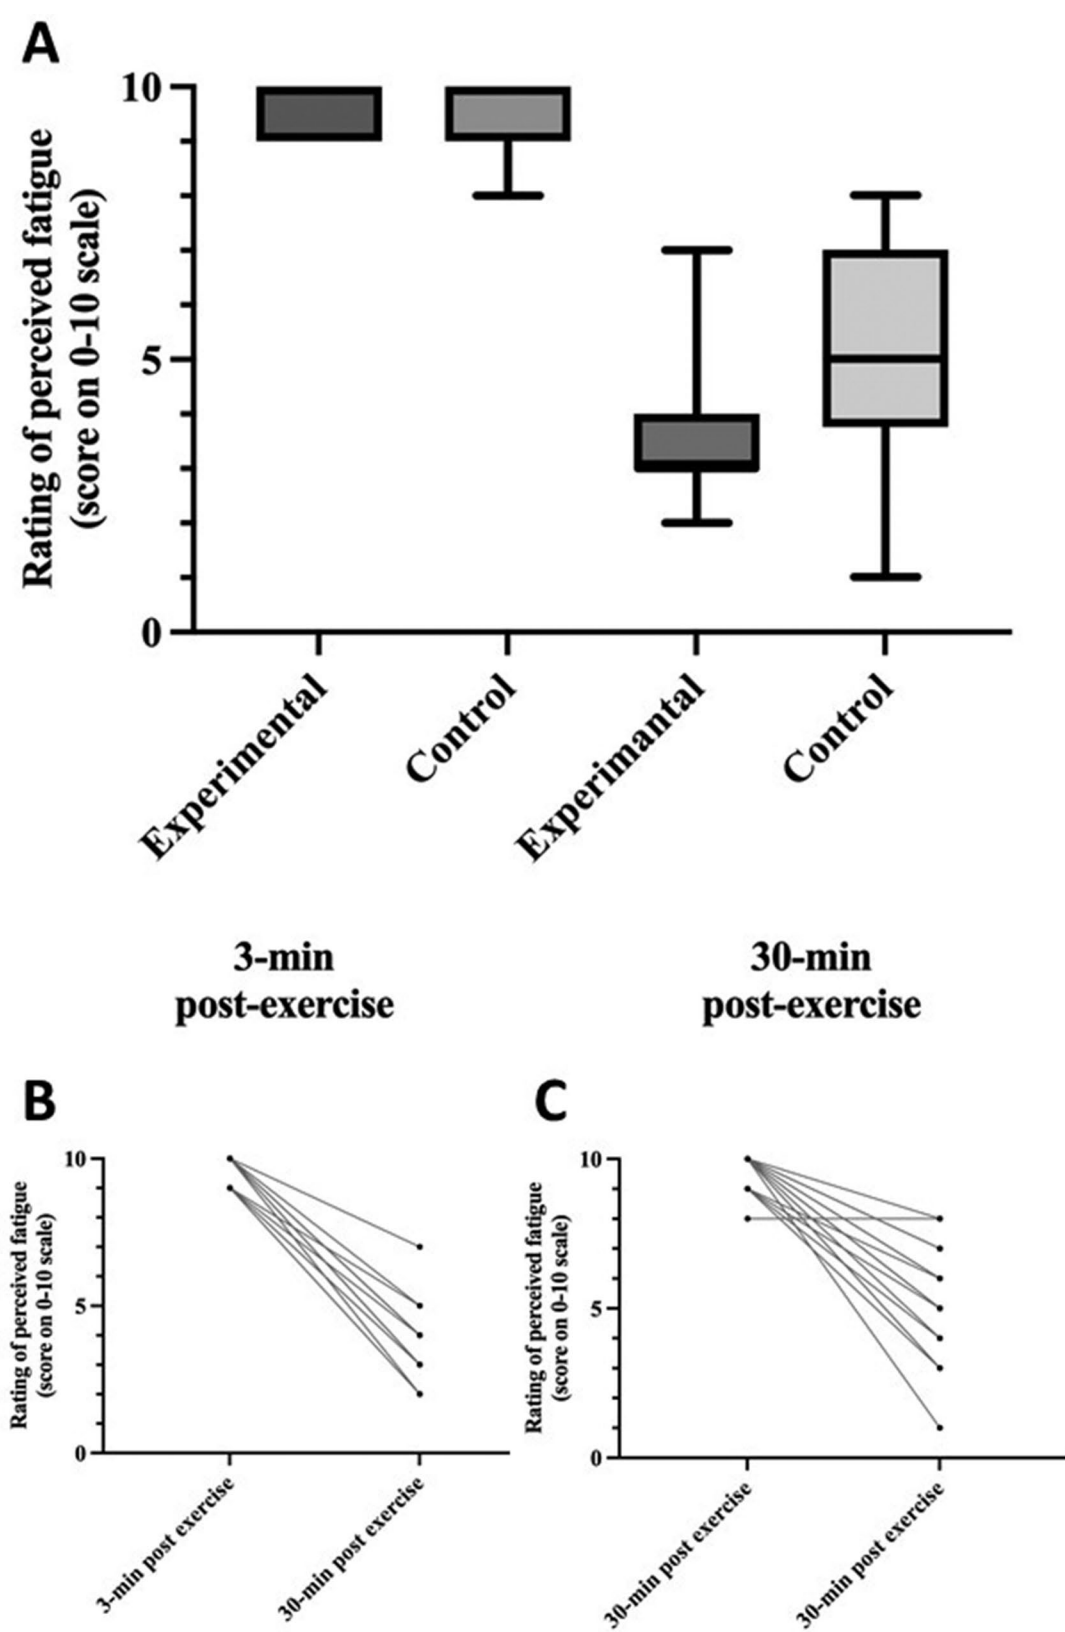 A
Rating of perceived fatigue
(score on 0-10 scale)
10
5
0
Experimental
Control
Experimantal
Control
3-min
post-exercise
30-min
post-exercise
B
Rating of perceived fatigue
(score on 0-10 scale)
10
5
0
3-min post exercise
30-min post exercise
C
Rating of perceived fatigue
(score on 0-10 scale)
10
5
0
30-min post exercise
30-min post exercise